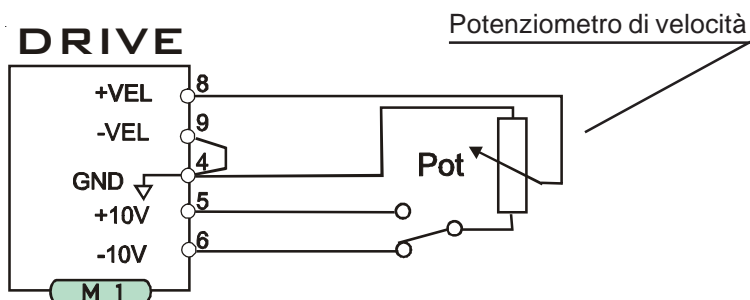 Potenziometro di velocità
DRIVE
+VEL 8
-VEL 9
GND 4
Pot
+10V 5
-10V 6
M 1